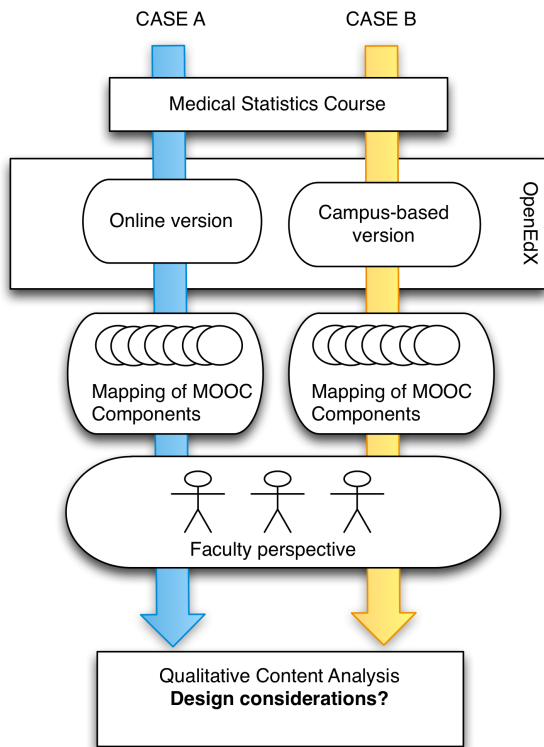 CASE A
CASE B
Medical Statistics Course
Online version
Campus-based
version
OpenEdX
Mapping of MOOC
Components
Mapping of MOOC
Components
Faculty perspective
Qualitative Content Analysis
Design considerations?